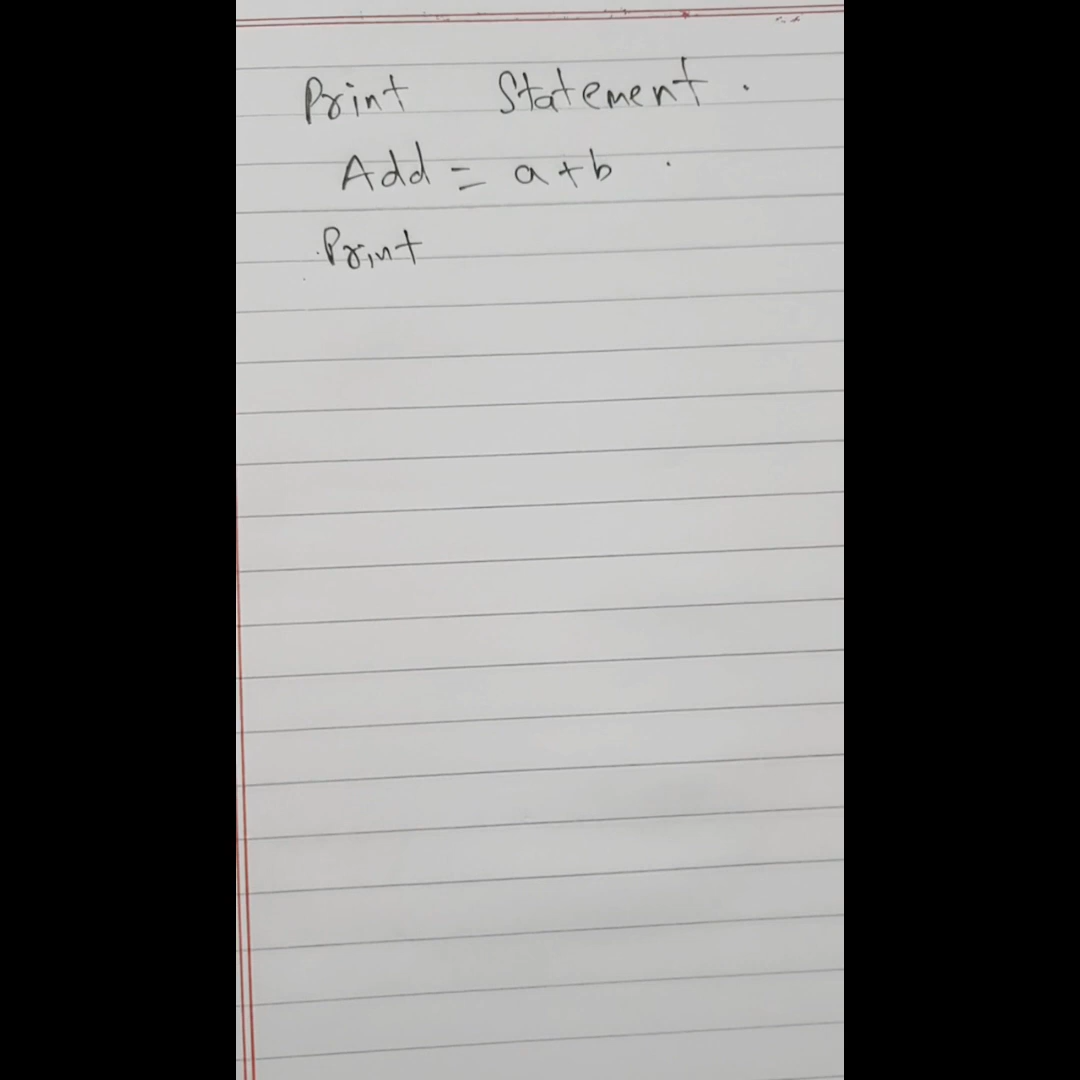 Print Statement.
Add = a+b
Print